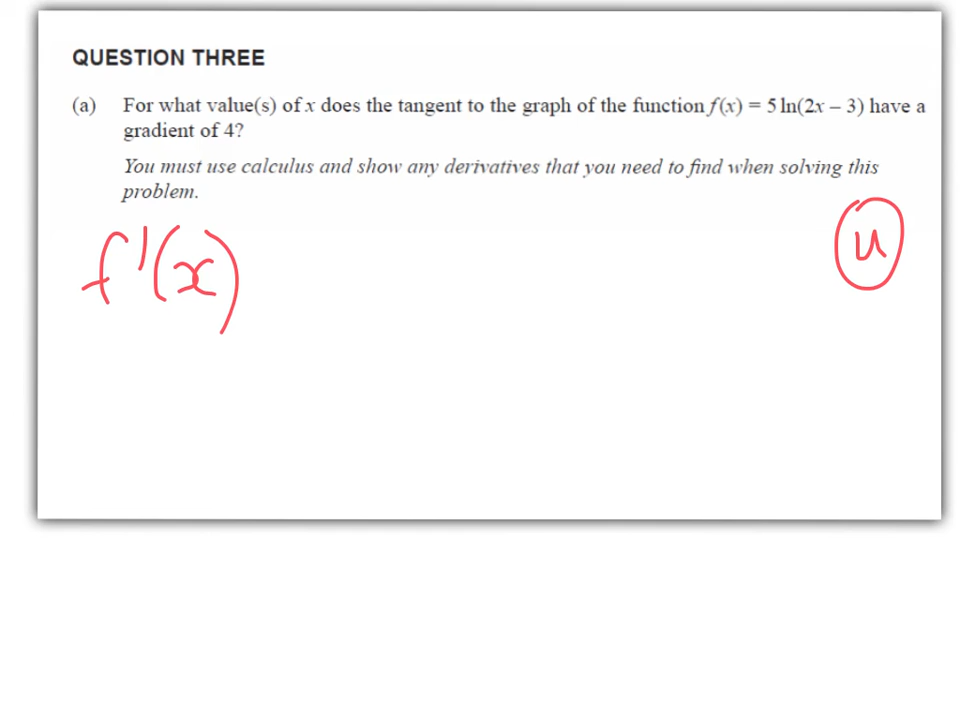 QUESTION THREE
(a) For what value(s) of x does the tangent to the graph of the function f(x) = 5 ln(2x – 3) have a
gradient of 4?
You must use calculus and show any derivatives that you need to find when solving this
problem.
f'(x)
u